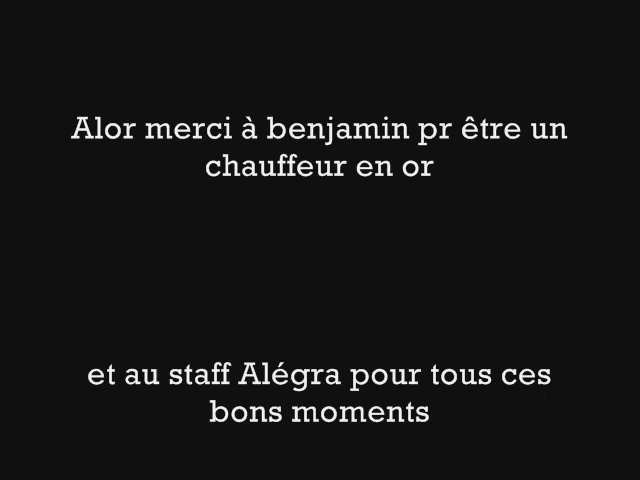 Alor merci à benjamin pr être un
chauffeur en or
et au staff Alégra pour tous ces
bons moments